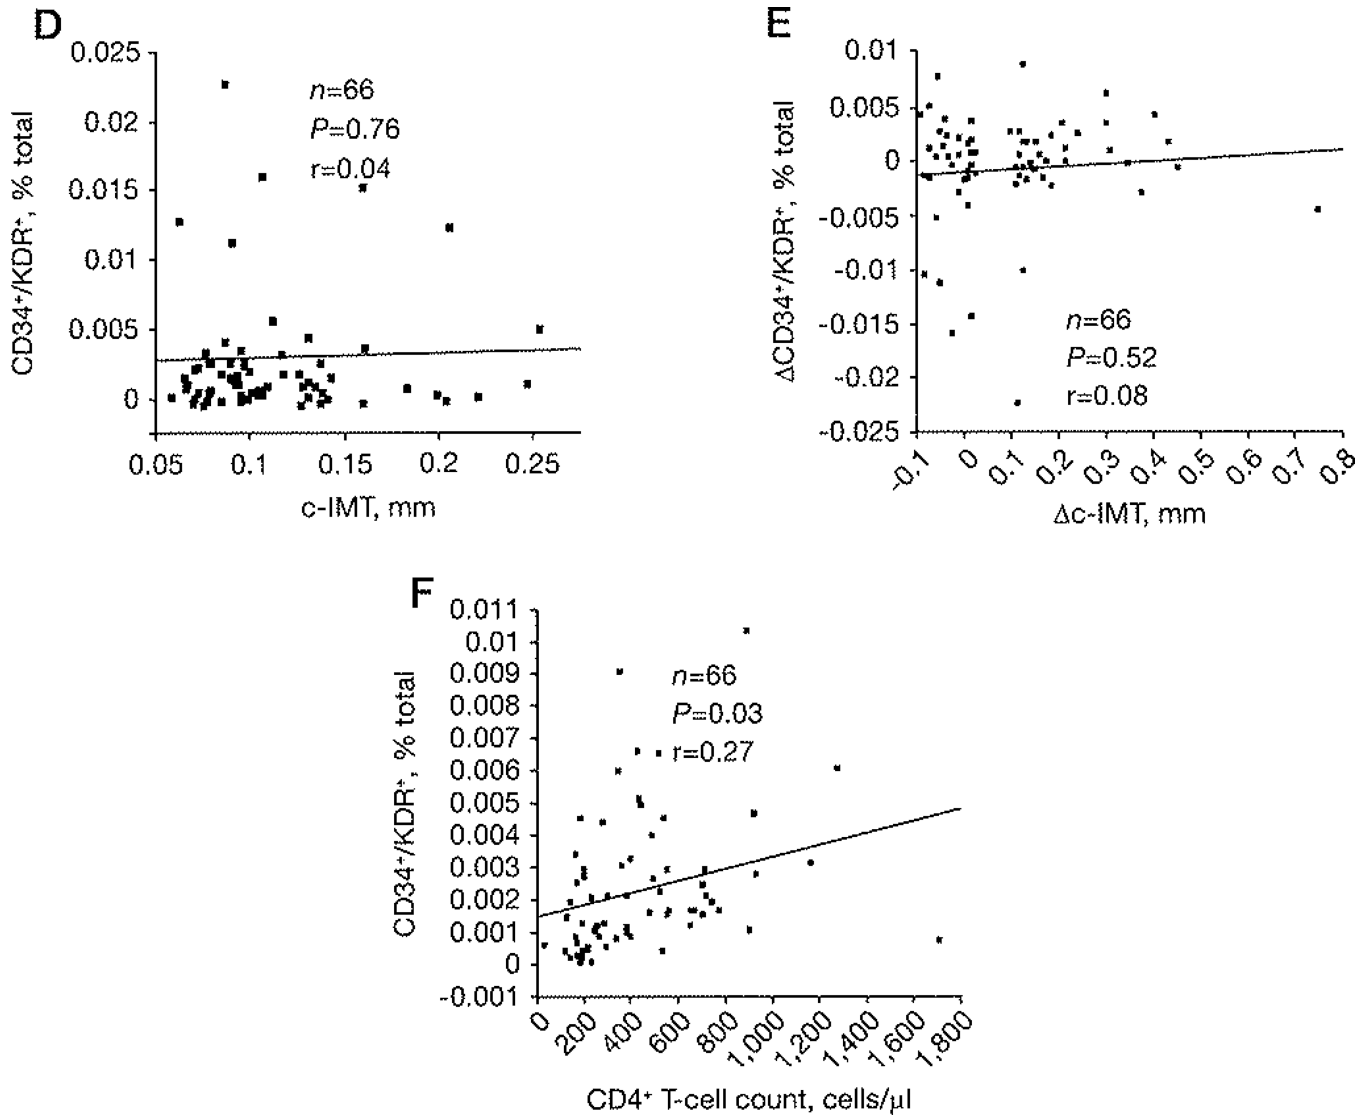 D
0.025
0.02
0.015
0.01
0.005
0
CD34⁺/KDR⁺, % total
n=66
P=0.76
r=0.04
0.05 0.1 0.15 0.2 0.25
c-IMT, mm
E
0.01
0.005
0
-0.005
-0.01
-0.015
-0.02
-0.025
ΔCD34⁺/KDR⁺, % total
n=66
P=0.52
r=0.08
-0.1 0 0.1 0.2 0.3 0.4 0.5 0.6 0.7 0.8
Δc-IMT, mm
F
0.011
0.01
0.009
0.008
0.007
0.006
0.005
0.004
0.003
0.002
0.001
0
-0.001
CD34⁺/KDR⁺, % total
n=66
P=0.03
r=0.27
0 200 400 600 800 1,000 1,200 1,400 1,600 1,800
CD4⁺ T-cell count, cells/μl